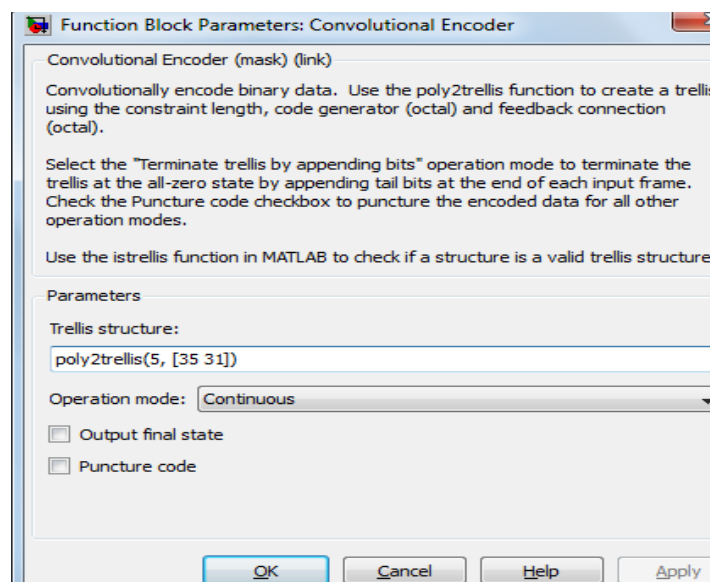 Function Block Parameters: Convolutional Encoder
Convolutional Encoder (mask) (link)
Convolutionally encode binary data. Use the poly2trellis function to create a trellis
using the constraint length, code generator (octal) and feedback connection
(octal).
Select the "Terminate trellis by appending bits" operation mode to terminate the
trellis at the all-zero state by appending tail bits at the end of each input frame.
Check the Puncture code checkbox to puncture the encoded data for all other
operation modes.
Use the istrellis function in MATLAB to check if a structure is a valid trellis structure
Parameters
Trellis structure:
poly2trellis(5, [35 31])
Operation mode: Continuous
Output final state
Puncture code
OK Cancel Help Apply